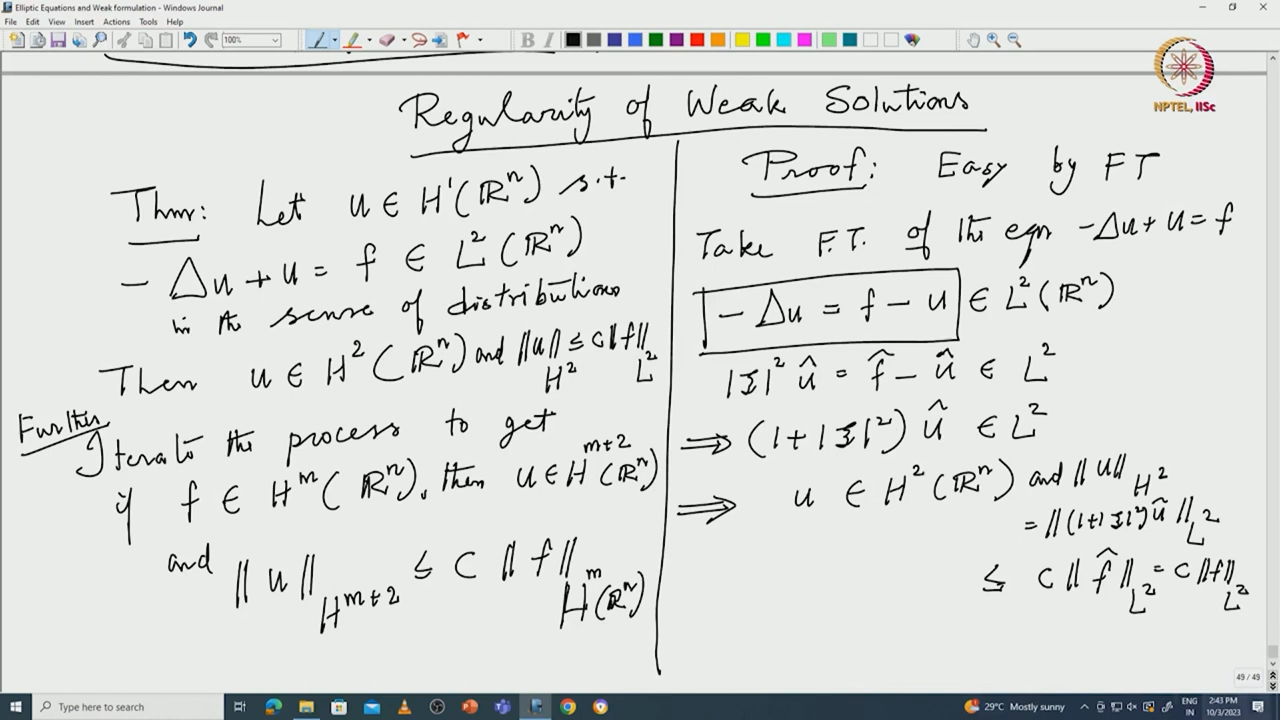 Elliptic Equations and Weak formulation - Windows Journal
File Edit View Insert Actions Tools Help
100%
B I
NPTEL, IISc
Regularity of Weak Solutions
Thm: Let u ∈ H¹(ℝⁿ) s.t.
- Δu + u = f ∈ L²(ℝⁿ)
in the sense of distributions
Then u ∈ H²(ℝⁿ) and ||u||_{H²} ≤ c||f||_{L²}
Further
Iterate the process to get
if f ∈ H^m(ℝⁿ), then u ∈ H^{m+2}(ℝⁿ)
and ||u||_{H^{m+2}} ≤ C ||f||_{H^m(ℝⁿ)}
Proof: Easy by FT
Take F.T. of the eqn -Δu + u = f
- Δu = f - u ∈ L²(ℝⁿ)
|ξ|² û = f̂ - û ∈ L²
⟹ (1+|ξ|²) û ∈ L²
⟹ u ∈ H²(ℝⁿ) and ||u||_{H²}
= ||(1+|ξ|²)û||_{L²}
≤ C ||f̂||_{L²} = C||f||_{L²}
49 / 49
Type here to search
29°C Mostly sunny
ENG
IN
2:43 PM
10/3/2023